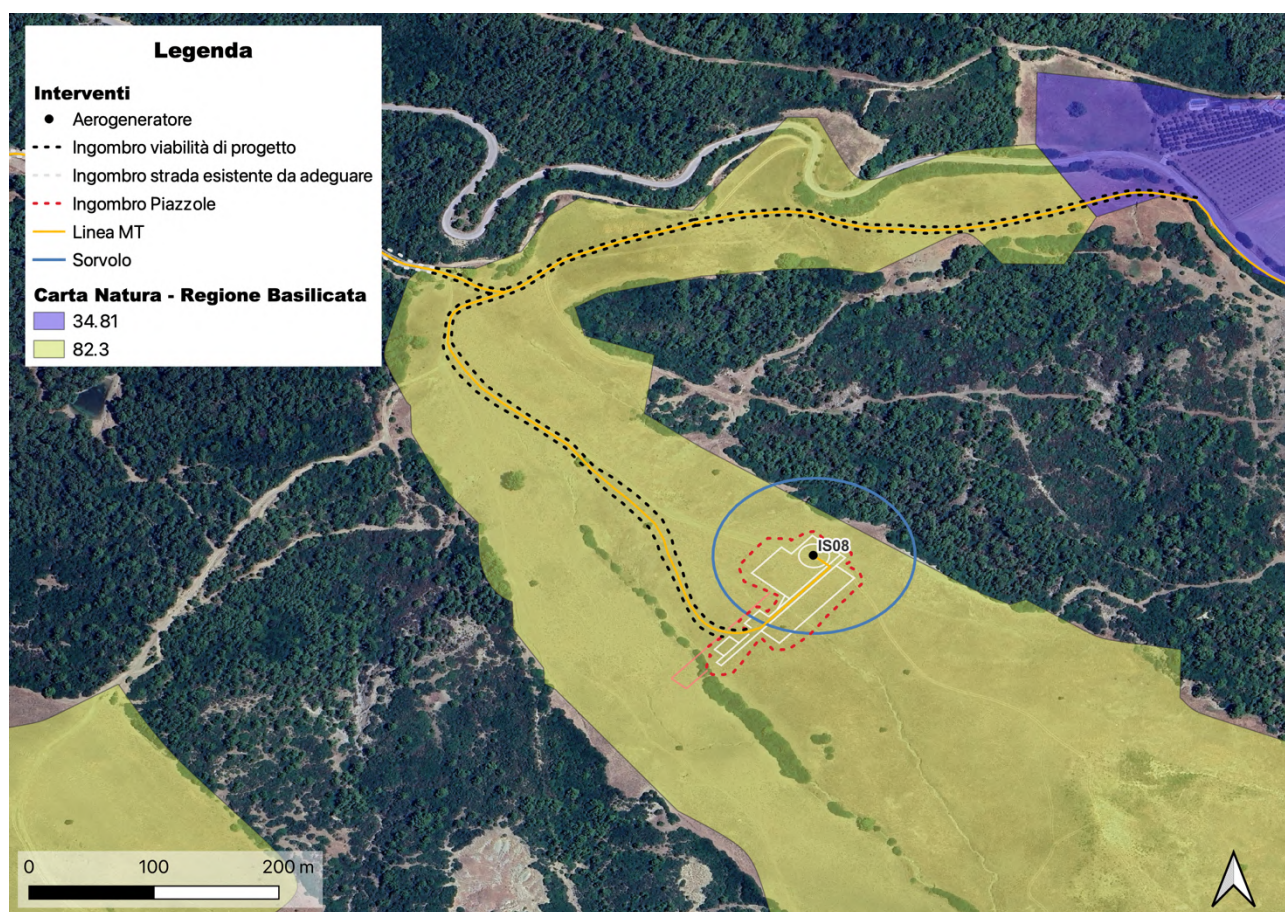 Legenda
Interventi
Aerogeneratore
Ingombro viabilità di progetto
Ingombro strada esistente da adeguare
Ingombro Piazzole
Linea MT
Sorvolo
Carta Natura - Regione Basilicata
34.81
82.3
IS08
0 100 200 m